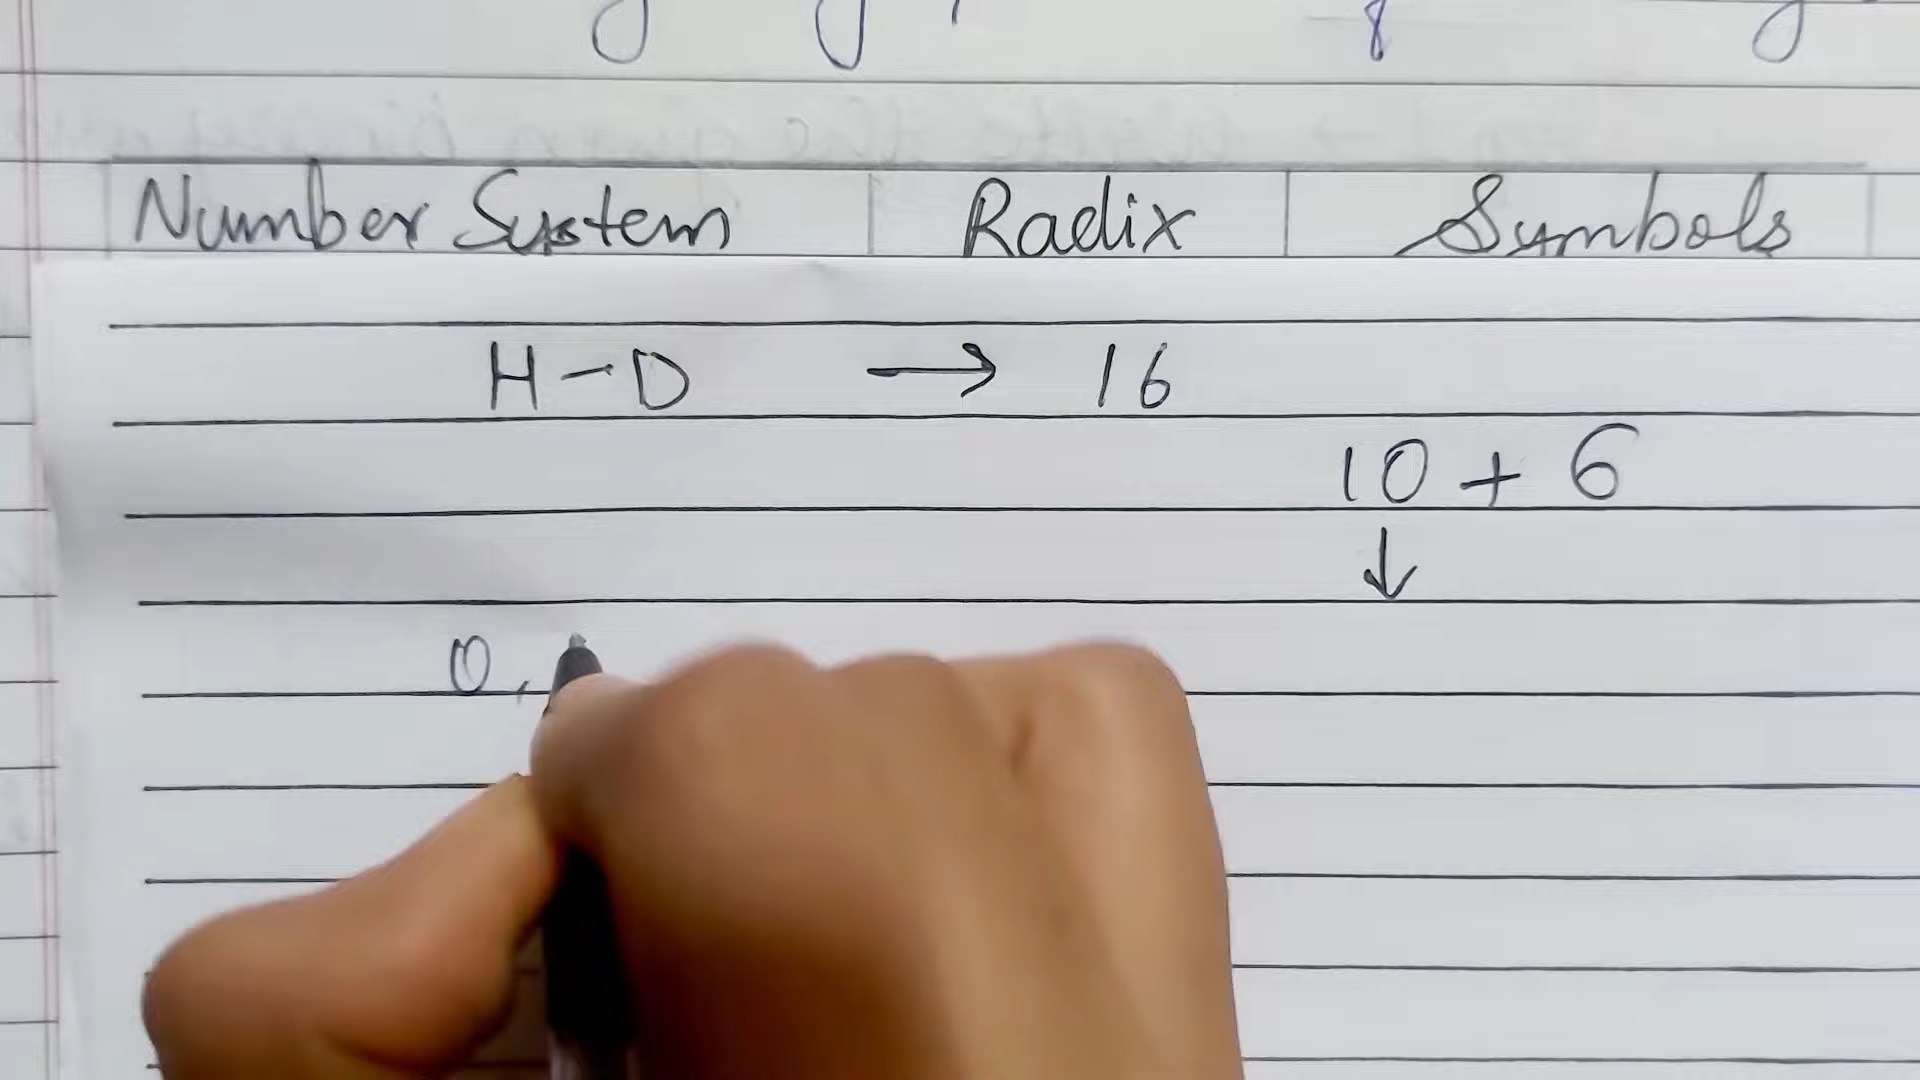 Number System Radix Symbols
H-D → 16
10 + 6
↓
0,